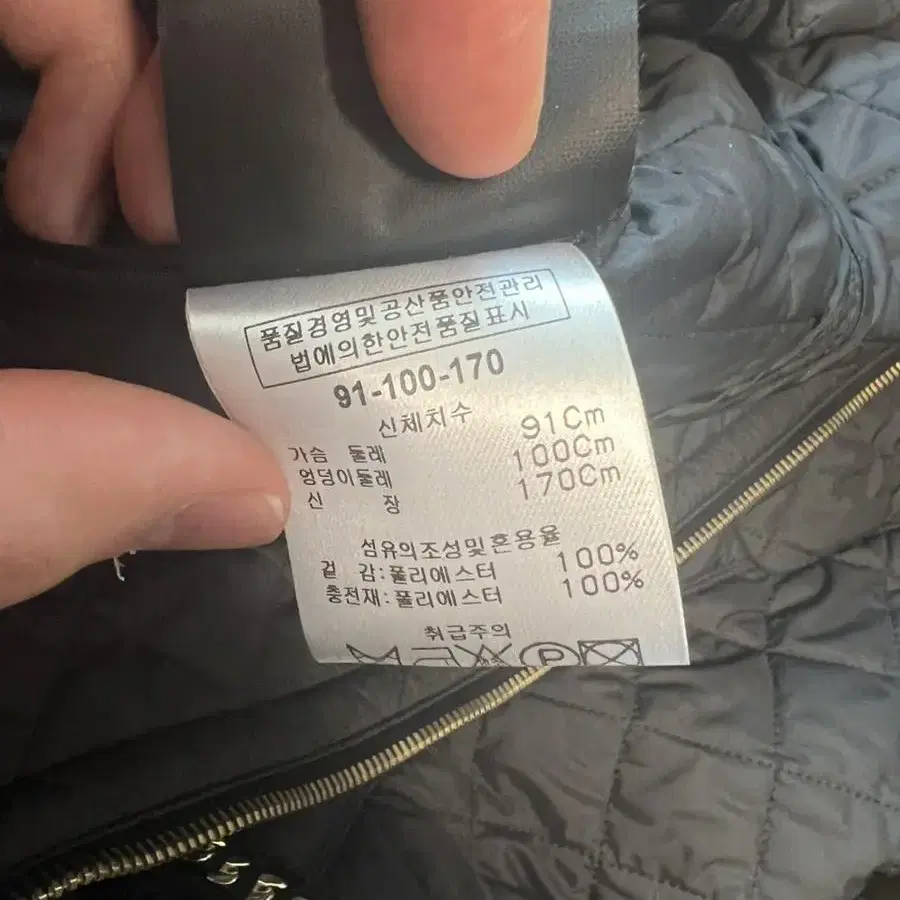 품질경영및공산품안전관리
법에의한안전품질표시
91-100-170
신체치수
가슴 둘레 91Cm
엉덩이둘레 100Cm
신 장 170Cm
섬유의조성및혼용율
겉 감:폴리에스터 100%
충전재:폴리에스터 100%
취급주의
P